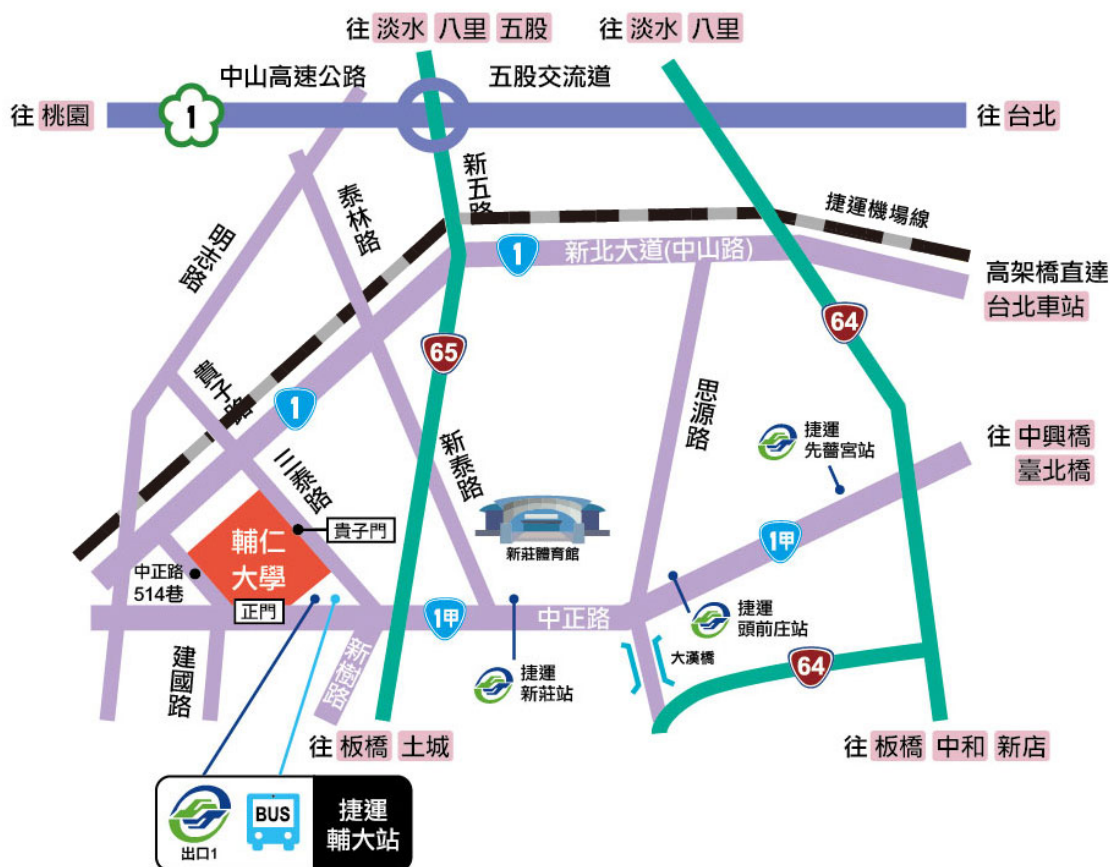 往 淡水 八里 五股
往 淡水 八里
中山高速公路
五股交流道
往 桃園
1
往 台北
新五路
泰林路
明志路
捷運機場線
1
新北大道(中山路)
高架橋直達
台北車站
65
64
貴子路
1
思源路
捷運
先嗇宮站
往 中興橋
臺北橋
新泰路
三泰路
貴子門
輔仁
大學
新莊體育館
1甲
中正路
514巷
正門
1甲
中正路
捷運
頭前庄站
建國路
新樹路
捷運
新莊站
大漢橋
64
往 板橋 土城
往 板橋 中和 新店
BUS
出口1
捷運
輔大站